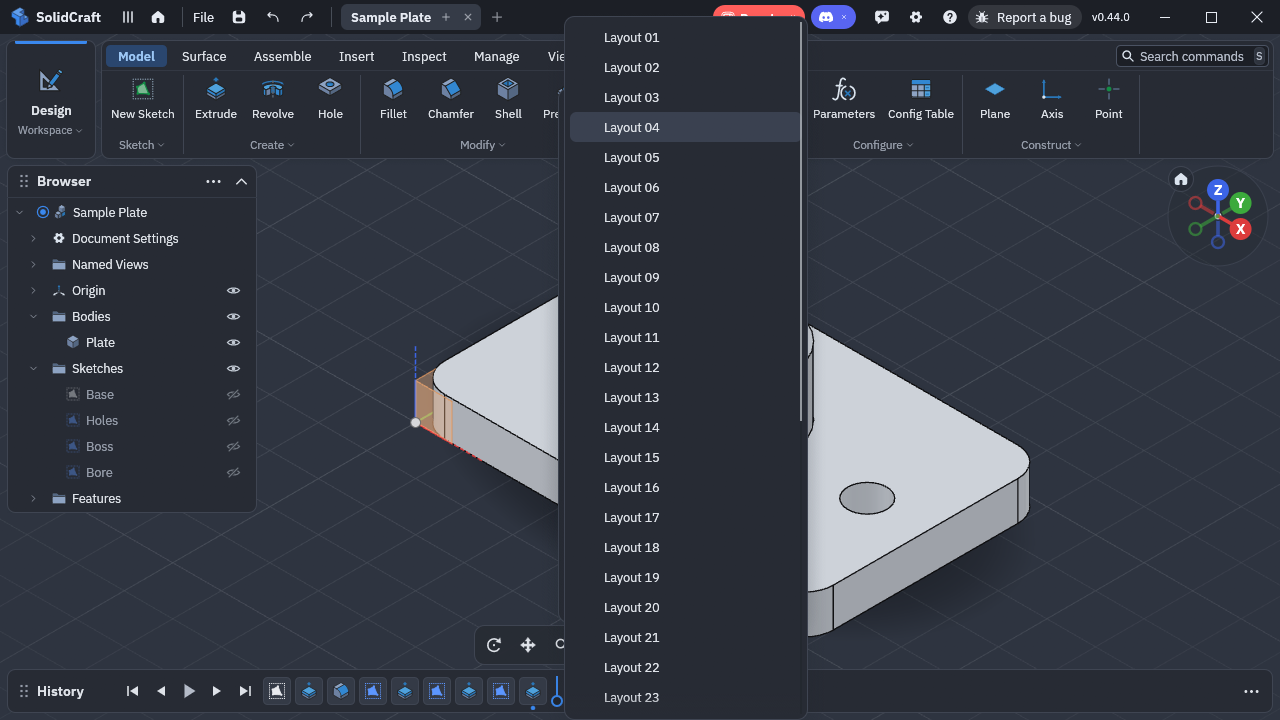 SolidCraft
File
Sample Plate
Report a bug
v0.44.0
Design
Workspace
Model
Surface
Assemble
Insert
Inspect
Manage
Search commands
S
New Sketch
Extrude
Revolve
Hole
Fillet
Chamfer
Shell
Parameters
Config Table
Plane
Axis
Point
Sketch
Create
Modify
Configure
Construct
Browser
Sample Plate
Document Settings
Named Views
Origin
Bodies
Plate
Sketches
Base
Holes
Boss
Bore
Features
Layout 01
Layout 02
Layout 03
Layout 04
Layout 05
Layout 06
Layout 07
Layout 08
Layout 09
Layout 10
Layout 11
Layout 12
Layout 13
Layout 14
Layout 15
Layout 16
Layout 17
Layout 18
Layout 19
Layout 20
Layout 21
Layout 22
Layout 23
Z
Y
X
History